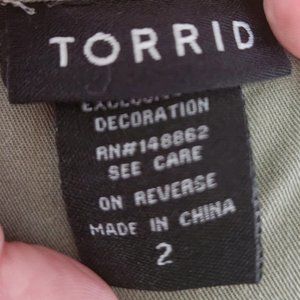 TORRID
DECORATION
RN#148862
SEE CARE
ON REVERSE
MADE IN CHINA
2